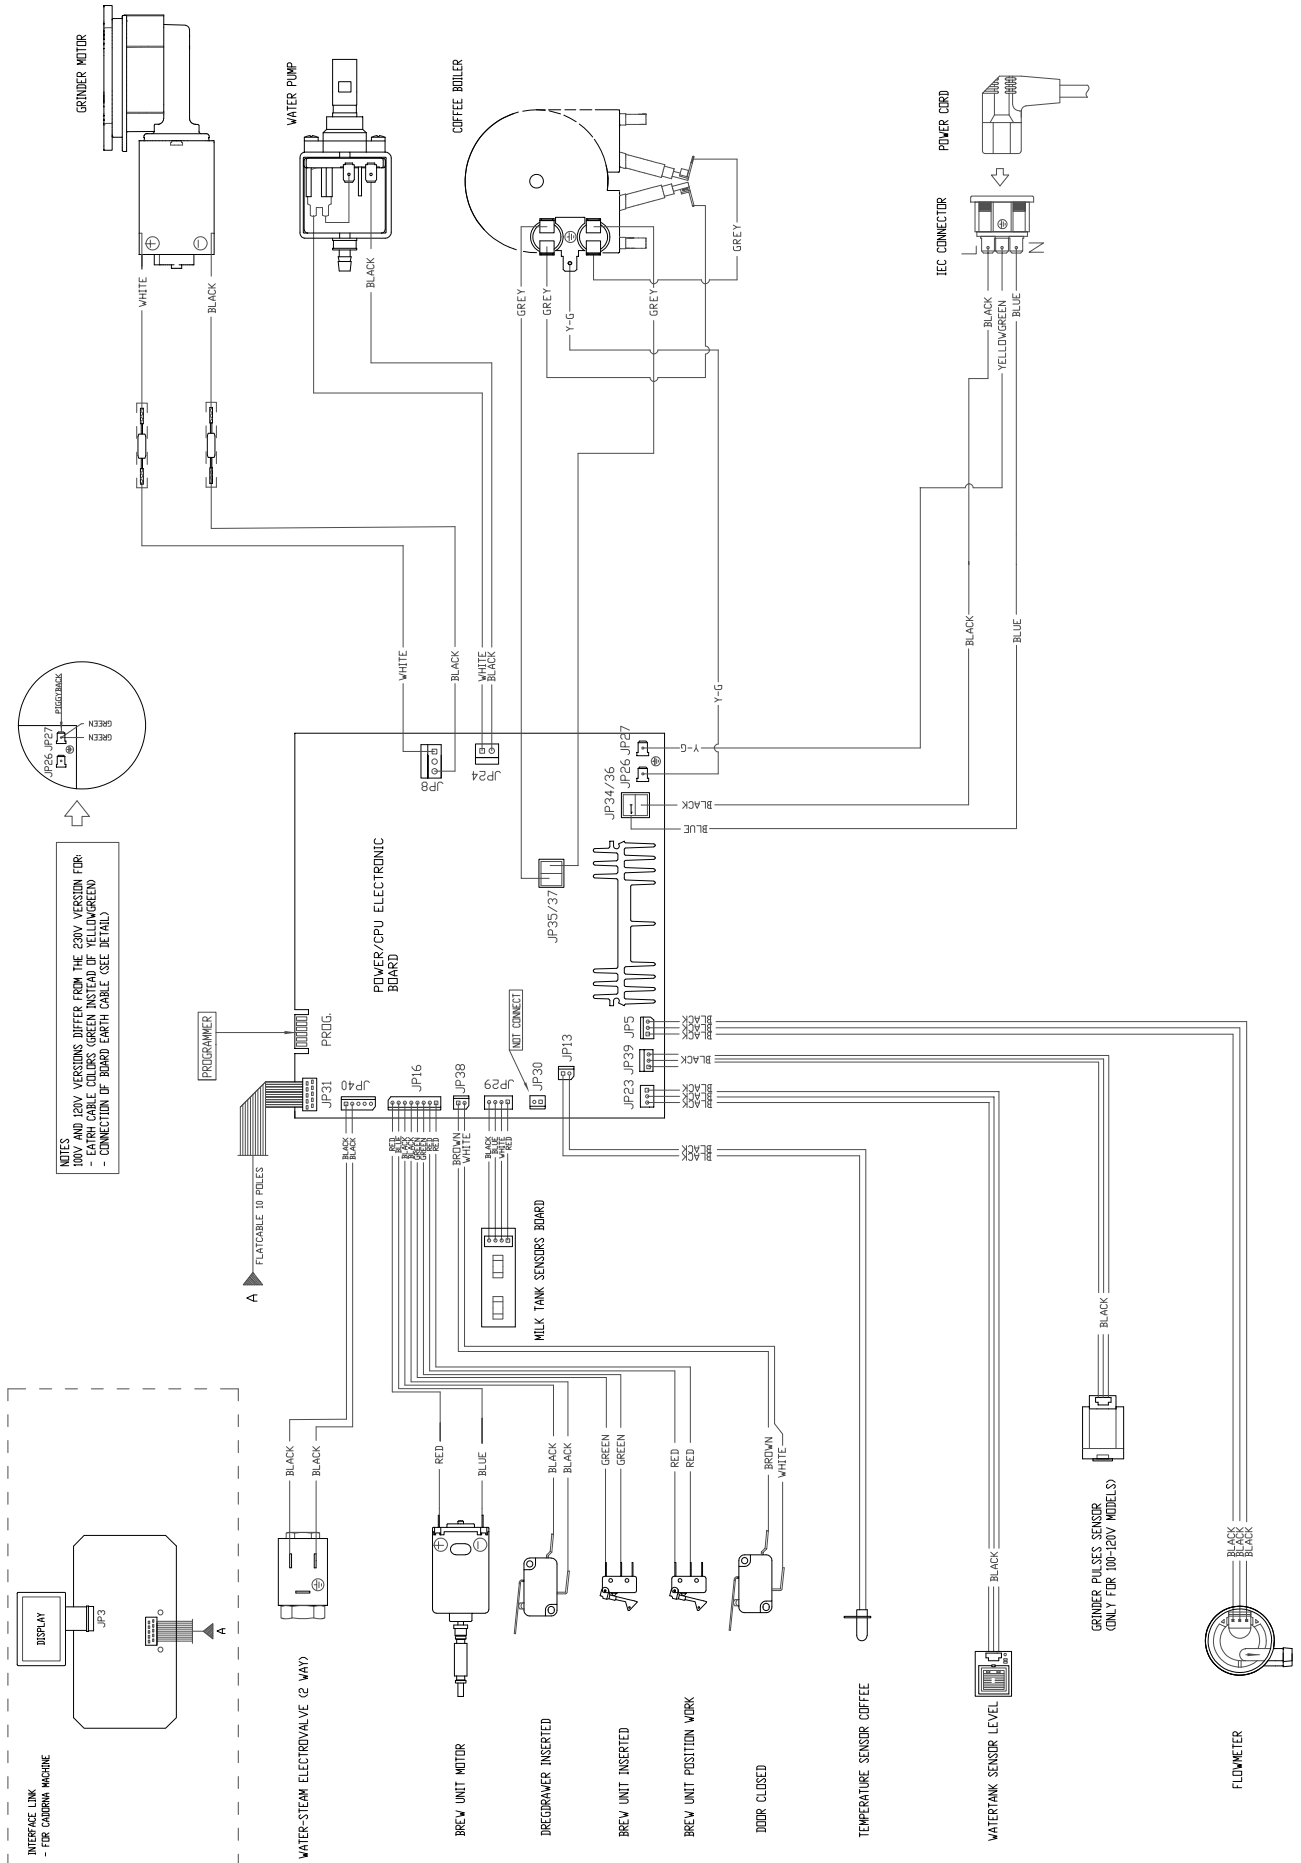 GRINDER MOTOR
WATER PUMP
COFFEE BOILER
POWER CORD
IEC CONNECTOR
L
N
+
-
WHITE
BLACK
BLACK
GREY
GREY
Y-G
GREY
GREY
BLACK
YELLOWGREEN
BLUE
WHITE
BLACK
WHITE
BLACK
Y-G
BLACK
BLUE
PIGGYBACK
GREEN
GREEN
JP26 JP27
NOTES
100V AND 120V VERSIONS DIFFER FROM THE 230V VERSION FOR:
- EATRH CABLE COLORS (GREEN INSTEAD OF YELLOWGREEN)
- CONNECTION OF BOARD EARTH CABLE (SEE DETAIL)
JP8
JP24
JP26 JP27
JP34/36
Y-G
BLACK
BLUE
JP35/37
POWER/CPU ELECTRONIC
BOARD
PROGRAMMER
PROG.
NOT CONNECT
JP31
JP40
JP16
JP38
JP29
JP30
JP13
JP23
JP39
JP5
BLACK
BLACK
BLACK
BLACK
BLACK
BLACK
BLACK
BLACK
BLACK
BLACK
FLATCABLE 10 POLES
A
BLACK
BLACK
RED
BLUE
BLACK
BLACK
GREEN
GREEN
RED
RED
BROWN
WHITE
BLACK
BLUE
WHITE
RED
MILK TANK SENSORS BOARD
BLACK
BLACK
RED
BLUE
BLACK
BLACK
GREEN
GREEN
RED
RED
BROWN
WHITE
BLACK
BLACK
BLACK
BLACK
BLACK
DISPLAY
JP3
A
INTERFACE LINK
- FOR CADORNA MACHINE
WATER-STEAM ELECTROVALVE (2 WAY)
+
-
BREW UNIT MOTOR
DREGDRAWER INSERTED
BREW UNIT INSERTED
BREW UNIT POSITION WORK
DOOR CLOSED
TEMPERATURE SENSOR COFFEE
WATERTANK SENSOR LEVEL
GRINDER PULSES SENSOR
(ONLY FOR 100-120V MODELS)
FLOWMETER